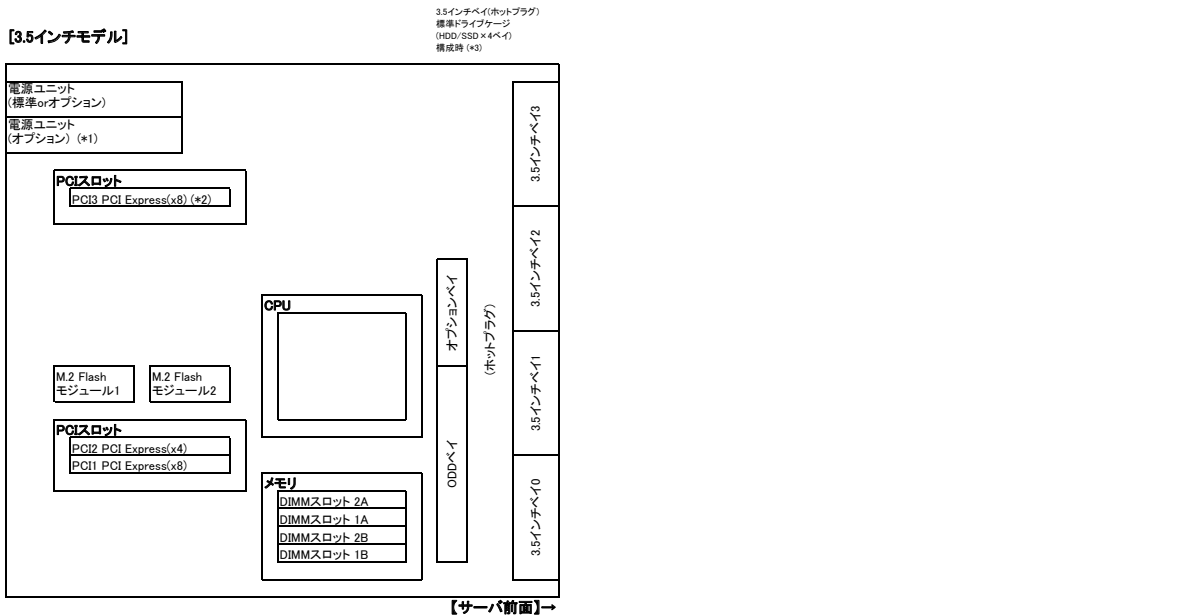 3.5インチベイ(ホットプラグ)
標準ドライブケージ
(HDD/SSD×4ベイ)
構成時 (*3)
[3.5インチモデル]
電源ユニット
(標準orオプション)
電源ユニット
(オプション) (*1)
PCIスロット
PCI3 PCI Express(x8) (*2)
M.2 Flash
モジュール1
M.2 Flash
モジュール2
PCIスロット
PCI2 PCI Express(x4)
PCI1 PCI Express(x8)
CPU
メモリ
DIMMスロット 2A
DIMMスロット 1A
DIMMスロット 2B
DIMMスロット 1B
オプションベイ
ODDベイ
(ホットプラグ)
3.5インチベイ3
3.5インチベイ2
3.5インチベイ1
3.5インチベイ0
【サーバ前面】→